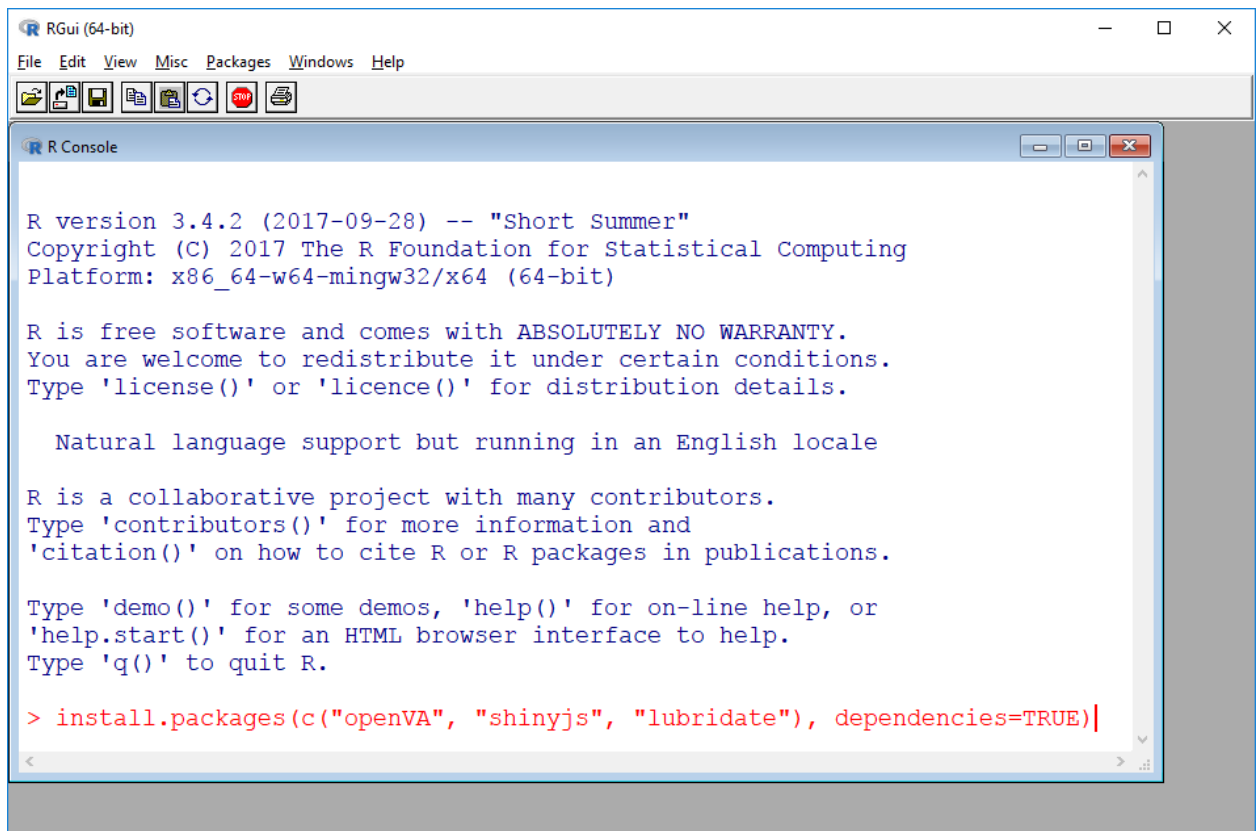 RGui (64-bit)
File Edit View Misc Packages Windows Help
STOP
R Console
R version 3.4.2 (2017-09-28) -- "Short Summer"
Copyright (C) 2017 The R Foundation for Statistical Computing
Platform: x86_64-w64-mingw32/x64 (64-bit)
R is free software and comes with ABSOLUTELY NO WARRANTY.
You are welcome to redistribute it under certain conditions.
Type 'license()' or 'licence()' for distribution details.
Natural language support but running in an English locale
R is a collaborative project with many contributors.
Type 'contributors()' for more information and
'citation()' on how to cite R or R packages in publications.
Type 'demo()' for some demos, 'help()' for on-line help, or
'help.start()' for an HTML browser interface to help.
Type 'q()' to quit R.
> install.packages(c("openVA", "shinyjs", "lubridate"), dependencies=TRUE)